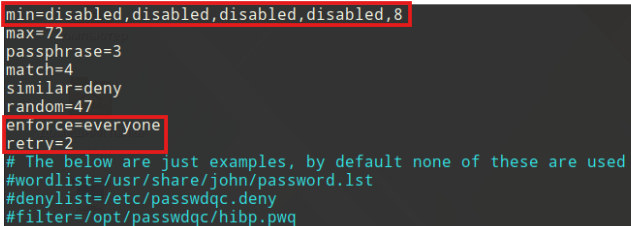 min=disabled,disabled,disabled,disabled,8
max=72
passphrase=3
match=4
similar=deny
random=47
enforce=everyone
retry=2
# The below are just examples, by default none of these are used
#wordlist=/usr/share/john/password.lst
#denylist=/etc/passwdqc.deny
#filter=/opt/passwdqc/hibp.pwq